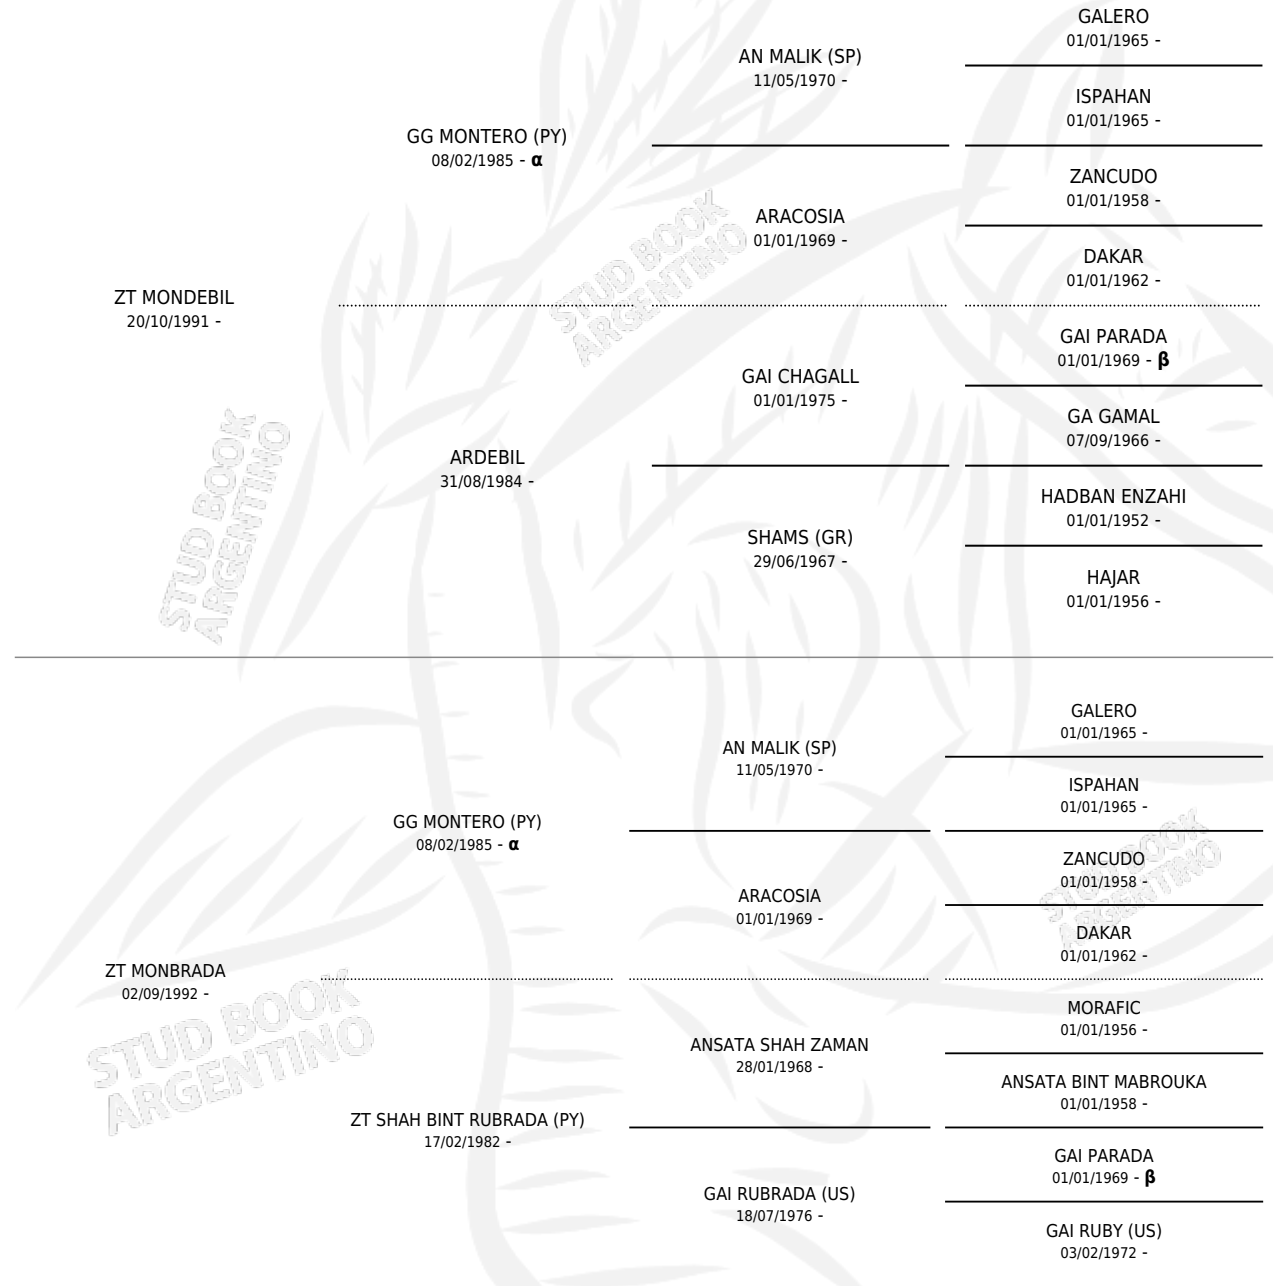 GALERO
01/01/1965 -
AN MALIK (SP)
11/05/1970 -
ISPAHAN
01/01/1965 -
GG MONTERO (PY)
08/02/1985 - α
ZANCUDO
01/01/1958 -
ARACOSIA
01/01/1969 -
DAKAR
01/01/1962 -
ZT MONDEBIL
20/10/1991 -
GAI PARADA
01/01/1969 - β
GAI CHAGALL
01/01/1975 -
GA GAMAL
07/09/1966 -
ARDEBIL
31/08/1984 -
HADBAN ENZAHI
01/01/1952 -
SHAMS (GR)
29/06/1967 -
HAJAR
01/01/1956 -
STUD BOOK
ARGENTINO
STUD BOOK
ARGENTINO
GALERO
01/01/1965 -
AN MALIK (SP)
11/05/1970 -
ISPAHAN
01/01/1965 -
GG MONTERO (PY)
08/02/1985 - α
ZANCUDO
01/01/1958 -
ARACOSIA
01/01/1969 -
DAKAR
01/01/1962 -
ZT MONBRADA
02/09/1992 -
MORAFIC
01/01/1956 -
ANSATA SHAH ZAMAN
28/01/1968 -
ANSATA BINT MABROUKA
01/01/1958 -
ZT SHAH BINT RUBRADA (PY)
17/02/1982 -
GAI PARADA
01/01/1969 - β
GAI RUBRADA (US)
18/07/1976 -
GAI RUBY (US)
03/02/1972 -
STUD BOOK
ARGENTINO
STUD BOOK
ARGENTINO